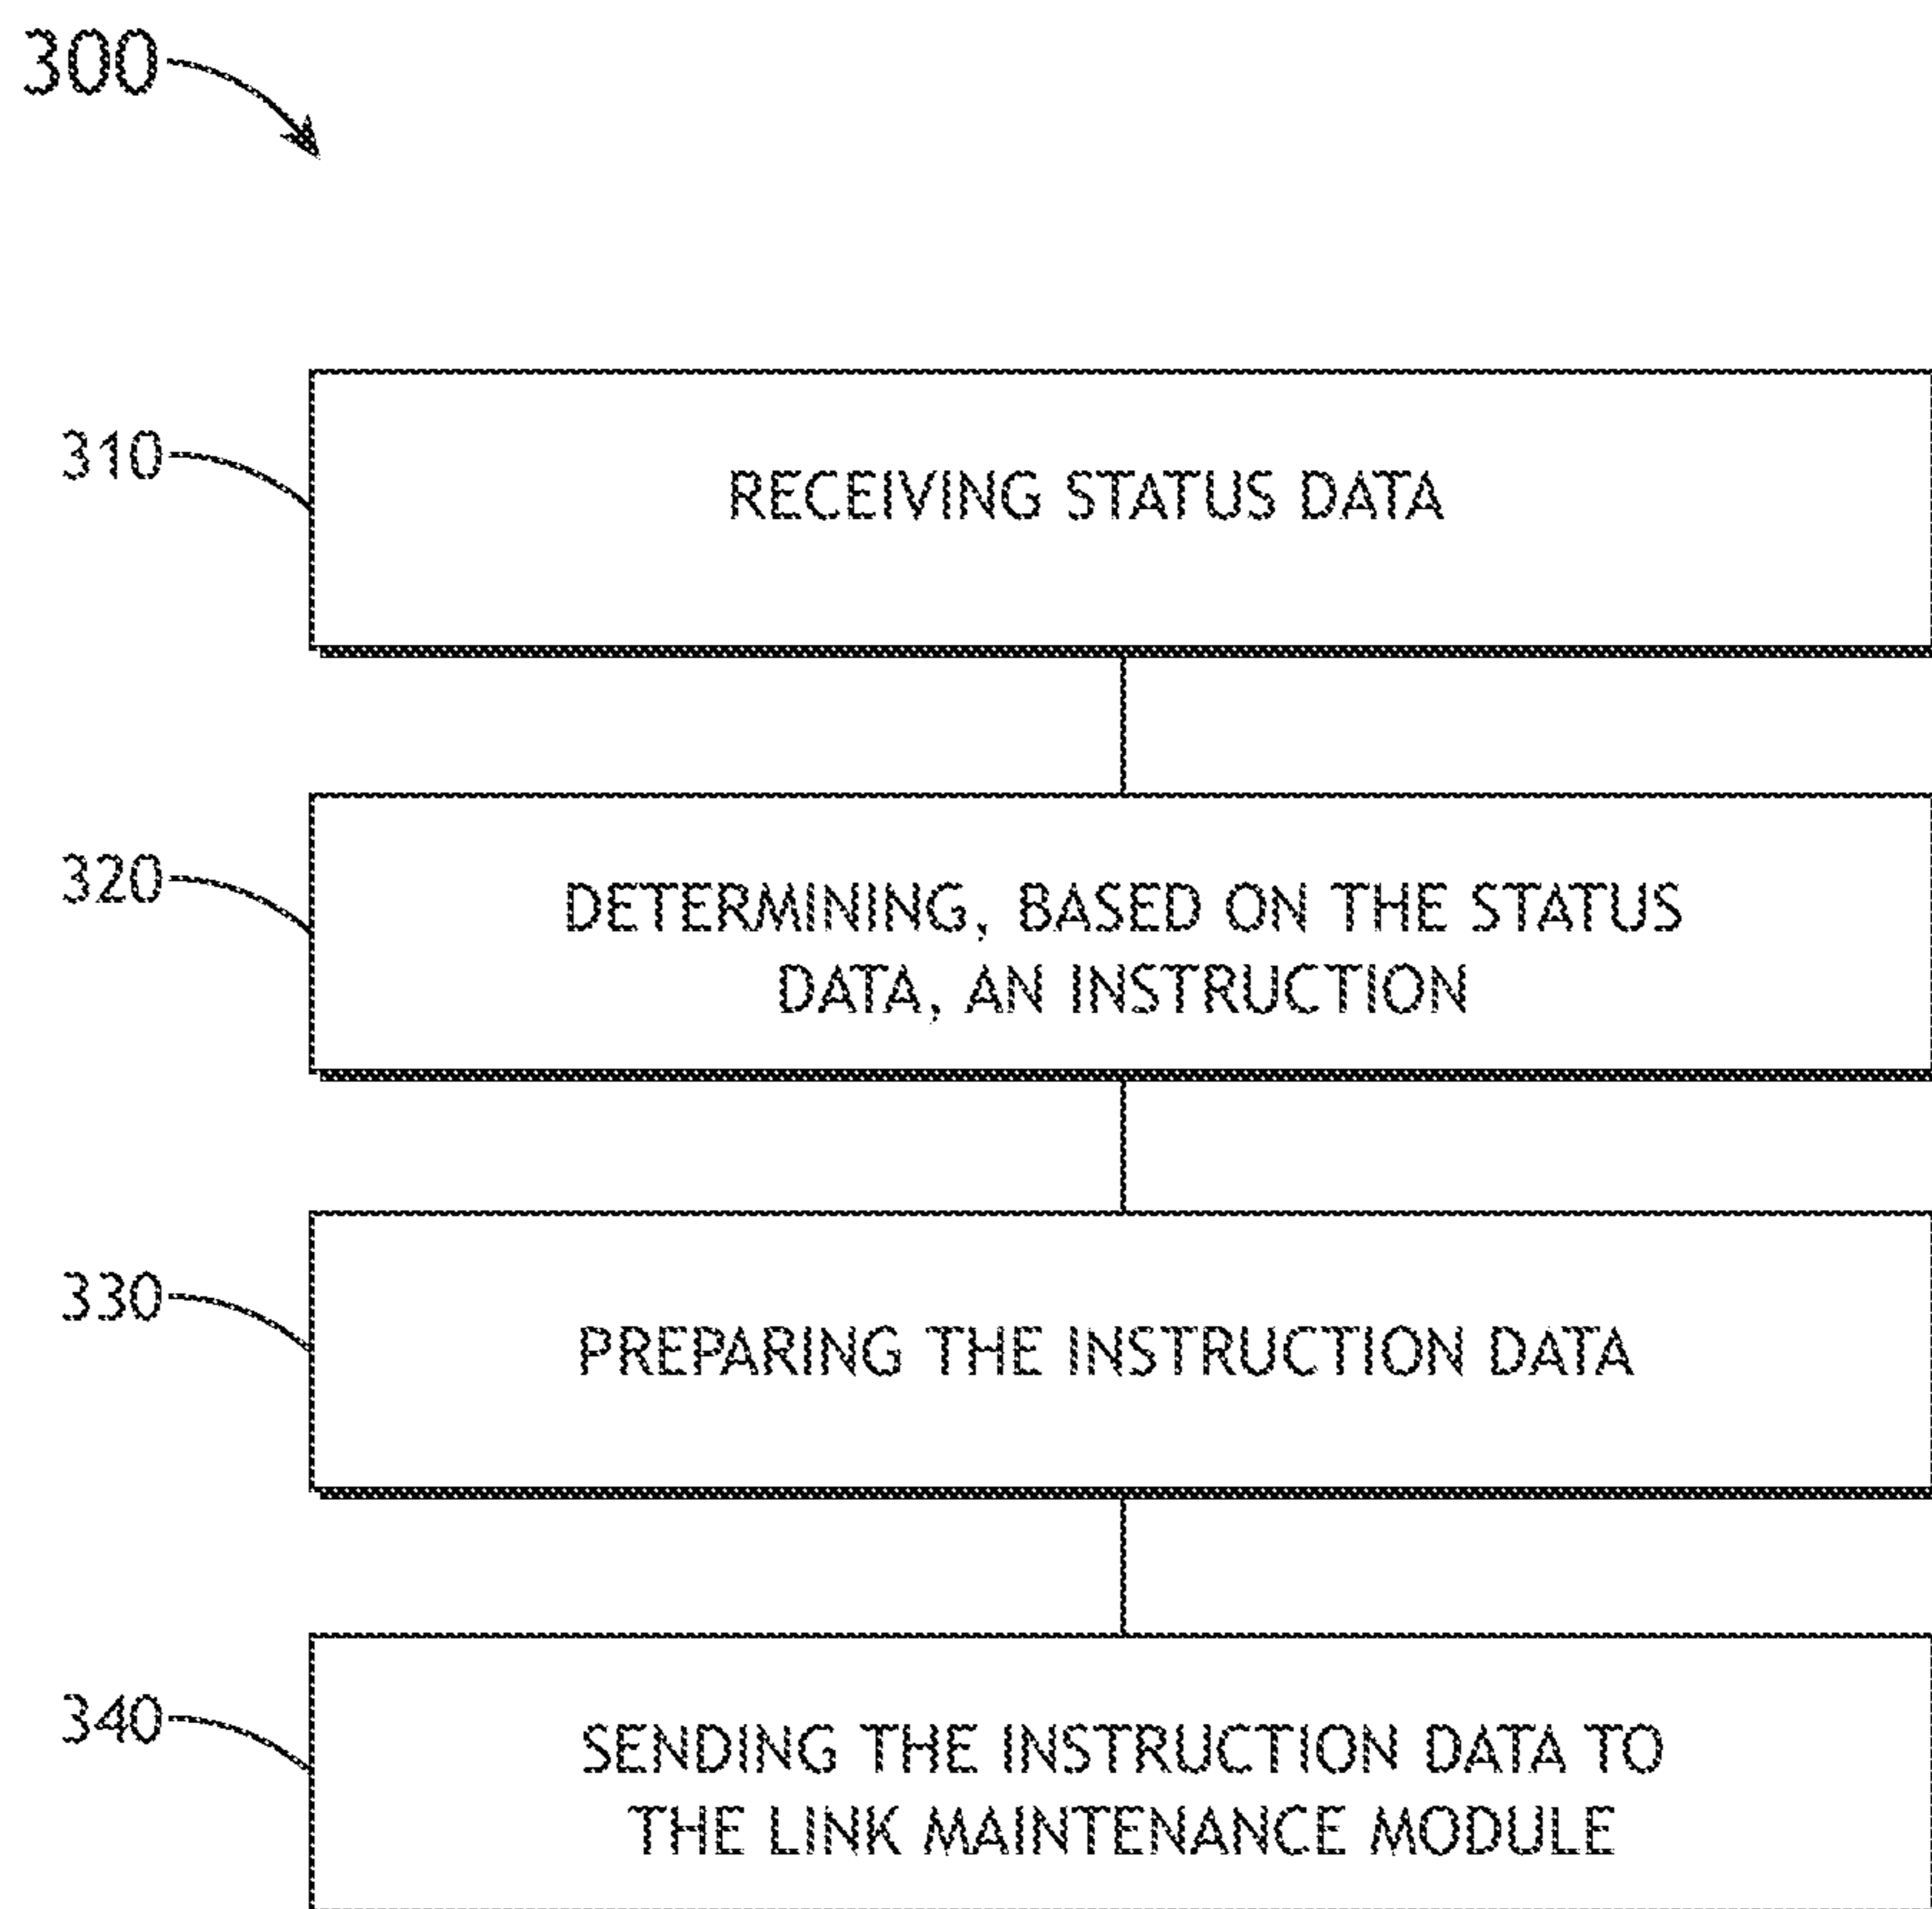 300
310
RECEIVING STATUS DATA
320
DETERMINING, BASED ON THE STATUS
DATA, AN INSTRUCTION
330
PREPARING THE INSTRUCTION DATA
340
SENDING THE INSTRUCTION DATA TO
THE LINK MAINTENANCE MODULE